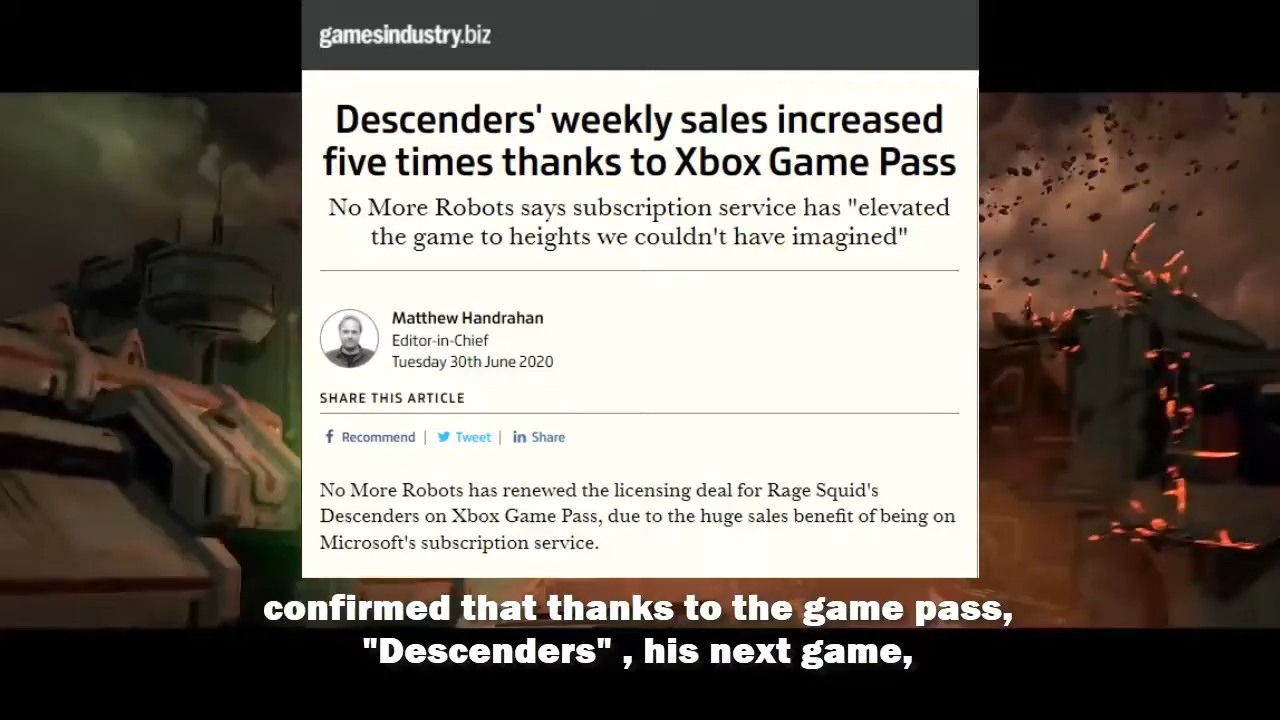 gamesindustry.biz
Descenders' weekly sales increased
five times thanks to Xbox Game Pass
No More Robots says subscription service has "elevated
the game to heights we couldn't have imagined"
Matthew Handrahan
Editor-in-Chief
Tuesday 30th June 2020
SHARE THIS ARTICLE
Recommend | Tweet | Share
No More Robots has renewed the licensing deal for Rage Squid's
Descenders on Xbox Game Pass, due to the huge sales benefit of being on
Microsoft's subscription service.
confirmed that thanks to the game pass,
"Descenders" , his next game,